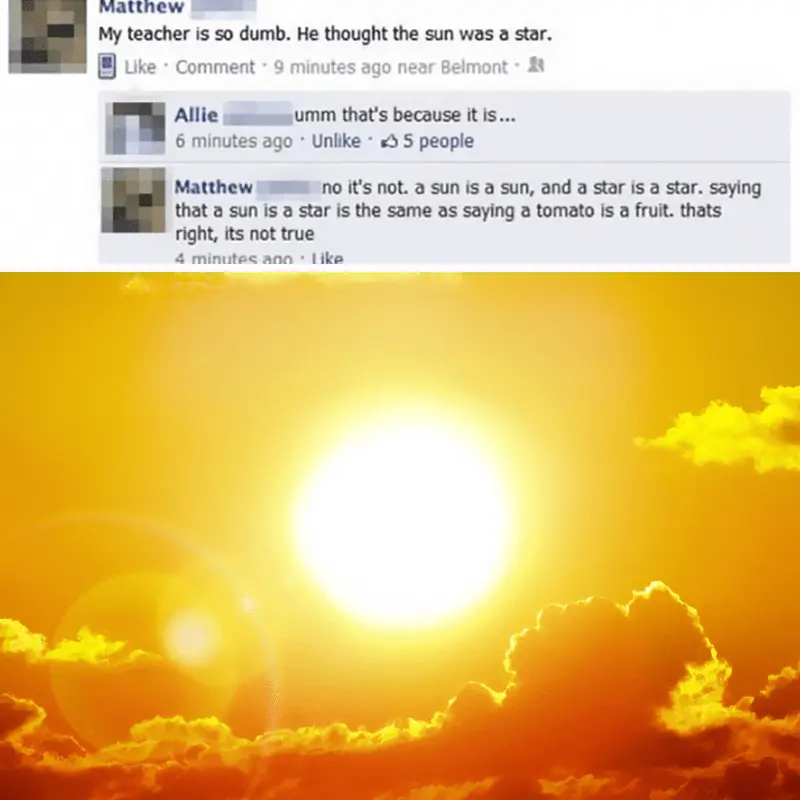 Matthew
My teacher is so dumb. He thought the sun was a star.
Like · Comment · 9 minutes ago near Belmont ·
Allie umm that's because it is...
6 minutes ago · Unlike · 5 people
Matthew no it's not. a sun is a sun, and a star is a star. saying
that a sun is a star is the same as saying a tomato is a fruit. thats
right, its not true
4 minutes ago · Like